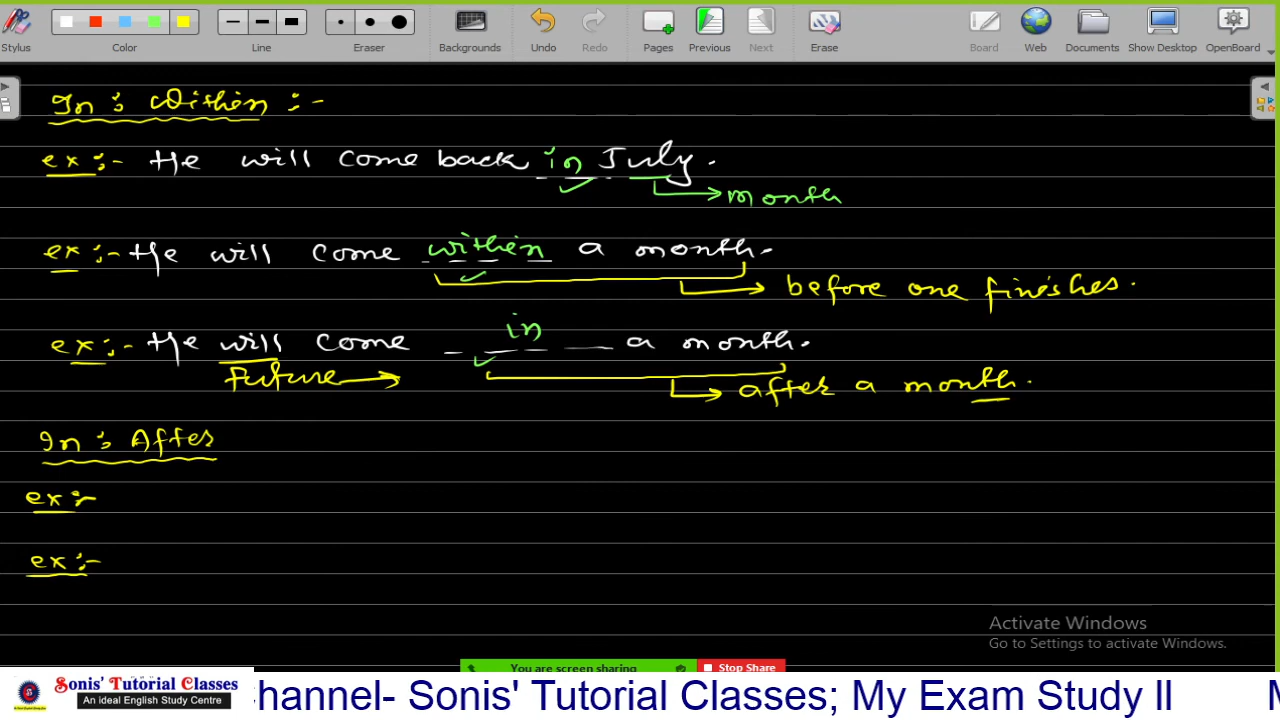 Stylus
Color
Line
Eraser
Backgrounds
Undo
Redo
Pages
Previous
Next
Erase
Board
Web
Documents
Show Desktop
OpenBoard
In : Within :-
ex :- He will come back in July.
month
ex :- He will come within a month.
before one finishes.
in
ex :- He will come _ __ __ a month.
Future
after a month.
In : After
ex :-
ex :-
Activate Windows
Go to Settings to activate Windows.
You are screen sharing
Stop Share
Sonis' Tutorial Classes
An ideal English Study Centre
hannel- Sonis' Tutorial Classes; My Exam Study ll